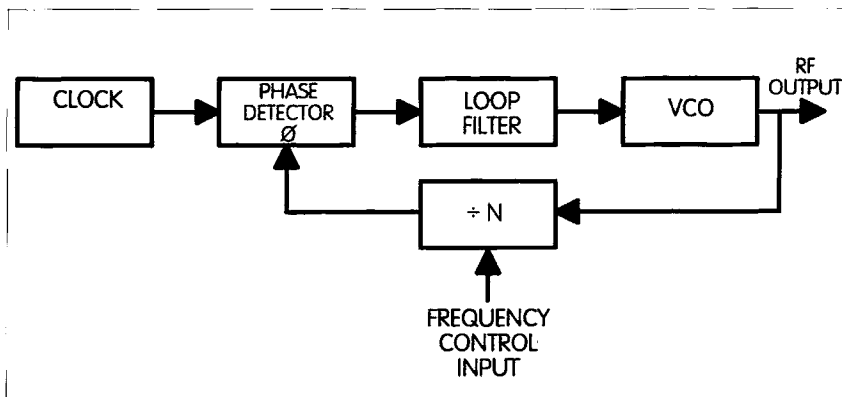 CLOCK
PHASE
DETECTOR
Ø
LOOP
FILTER
VCO
RF
OUTPUT
÷ N
FREQUENCY
CONTROL
INPUT